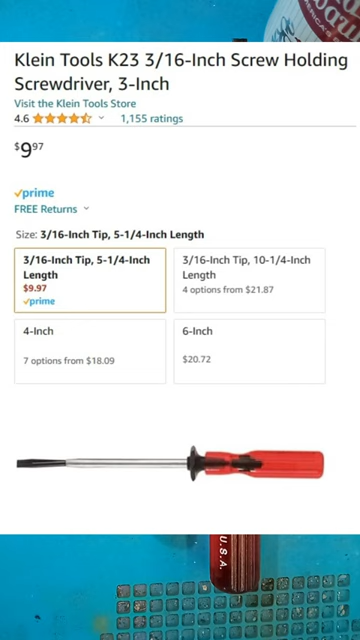 AMERICA'S
Klein Tools K23 3/16-Inch Screw Holding
Screwdriver, 3-Inch
Visit the Klein Tools Store
4.6 1,155 ratings
$9 97
prime
FREE Returns
Size: 3/16-Inch Tip, 5-1/4-Inch Length
3/16-Inch Tip, 5-1/4-Inch
Length
$9.97
prime
3/16-Inch Tip, 10-1/4-Inch
Length
4 options from $21.87
4-Inch
7 options from $18.09
6-Inch
$20.72
U.S.A.